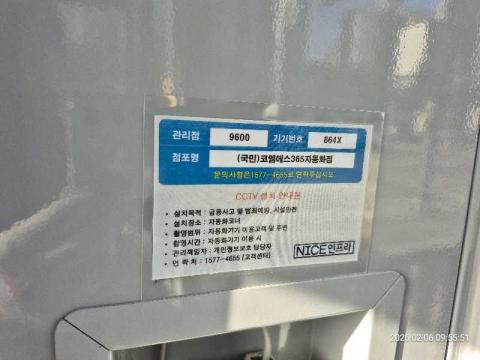 관리점 9600 기기번호 864X
점포명 (국민)코엠에스365자동화점
문의사항은1577-4655로 연락주십시오
CCTV 설치 안내문
• 설치목적 : 금융사고 및 범죄예방, 시설안전
• 설치장소 : 자동화코너
• 촬영범위 : 자동화기기 이용고객 및 주변
• 촬영시간 : 자동화기기 이용 시
• 관리책임자 : 개인정보보호 담당자
• 연 락 처 : 1577-4655 (고객센터)
NICE인프라
2026-02-06 09:55:51